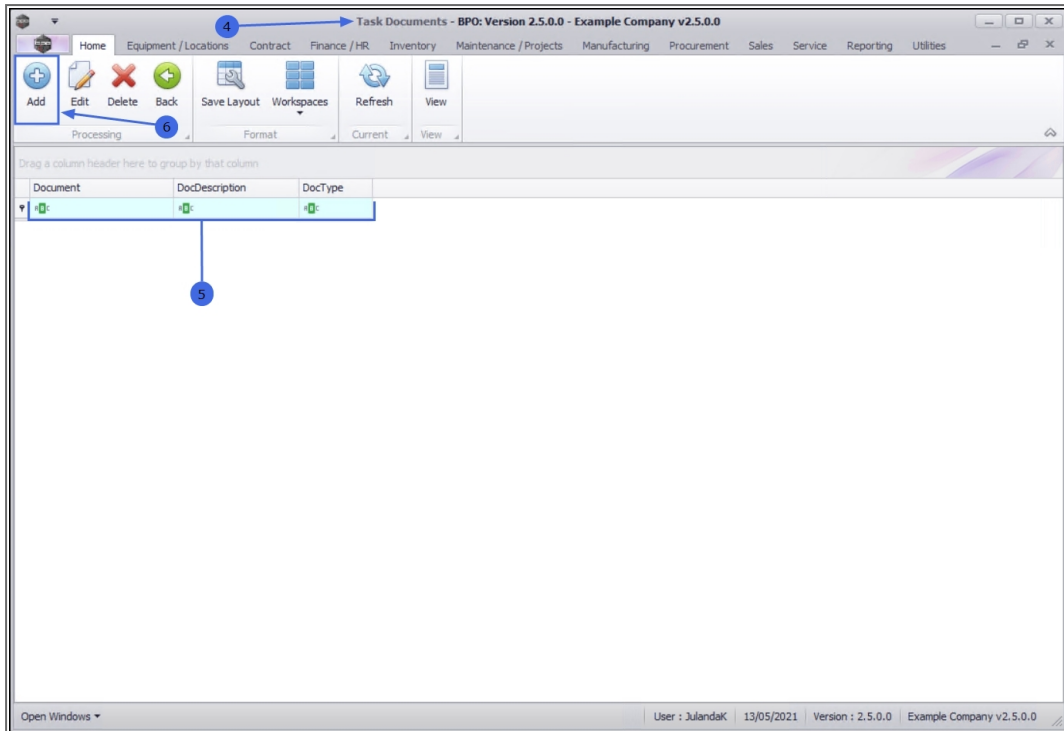 4
Task Documents - BPO: Version 2.5.0.0 - Example Company v2.5.0.0
Home Equipment / Locations Contract Finance / HR Inventory Maintenance / Projects Manufacturing Procurement Sales Service Reporting Utilities
Add Edit Delete Back Save Layout Workspaces Refresh View
6
Processing Format Current View
Drag a column header here to group by that column
Document DocDescription DocType
5
Open Windows User : JulandaK 13/05/2021 Version : 2.5.0.0 Example Company v2.5.0.0